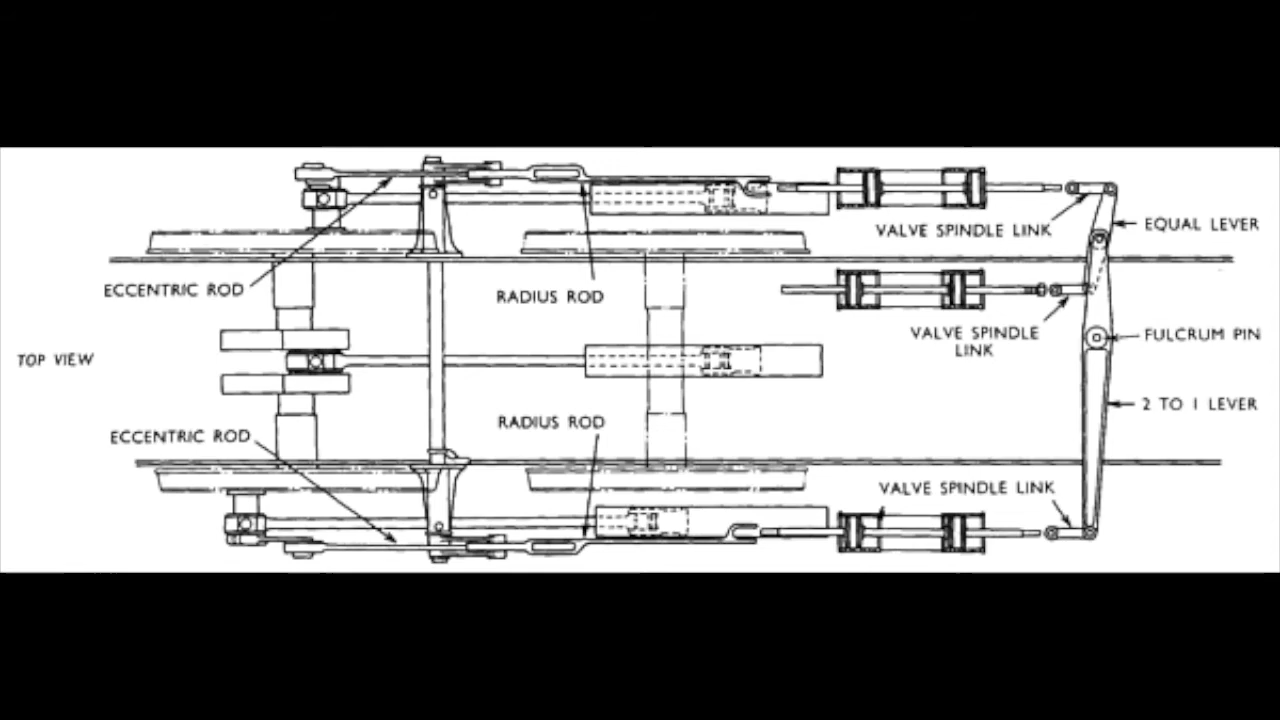 VALVE SPINDLE LINK
EQUAL LEVER
ECCENTRIC ROD
RADIUS ROD
VALVE SPINDLE
LINK
FULCRUM PIN
TOP VIEW
2 TO 1 LEVER
RADIUS ROD
ECCENTRIC ROD
VALVE SPINDLE LINK